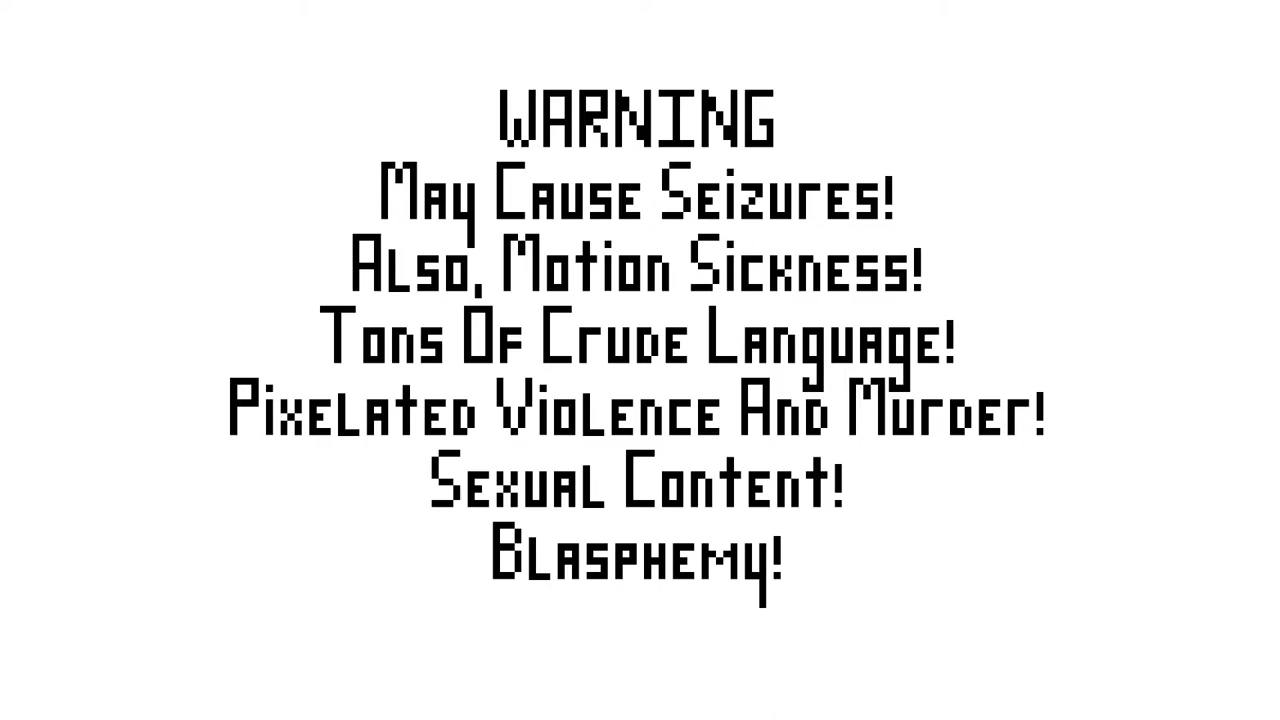 WARNING
May Cause Seizures!
Also, Motion Sickness!
Tons Of Crude Language!
Pixelated Violence And Murder!
Sexual Content!
Blasphemy!